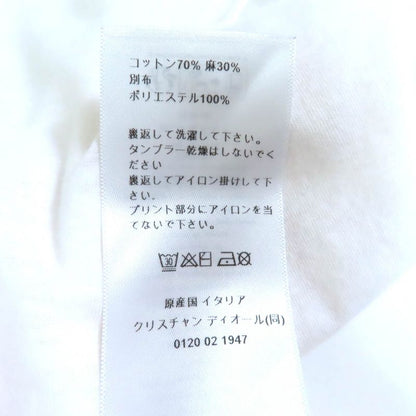 コットン70% 麻30%
別布
ポリエステル100%
裏返して洗濯して下さい。
タンブラー乾燥はしないでくだ
さい
裏返してアイロン掛けして下
さい.
プリント部分にアイロンを当
てないで下さい。
30
原産国 イタリア
クリスチャン ディオール(同)
0120 02 1947